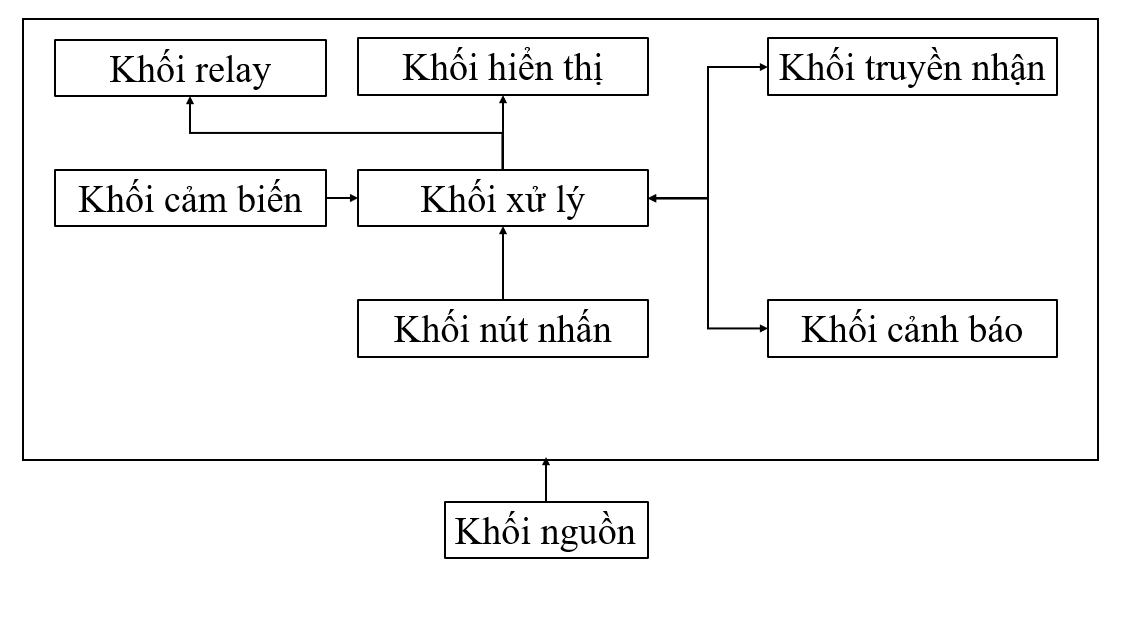 Khối relay
Khối hiển thị
Khối truyền nhận
Khối cảm biến
Khối xử lý
Khối nút nhấn
Khối cảnh báo
Khối nguồn